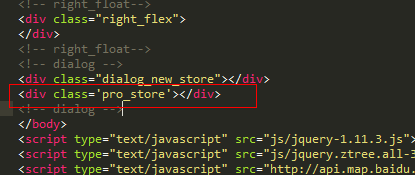 <!-- right_float-->
<div class="right_flex">
</div>
<!-- right_float-->
<!-- dialog -->
<div class="dialog_new_store"></div>
<div class='pro_store'></div>
<!-- dialog -->
</body>
<script type="text/javascript" src="js/jquery-1.11.3.js">
<script type="text/javascript" src="js/jquery.ztree.all-3
<script type="text/javascript" src="http://api.map.baidu.